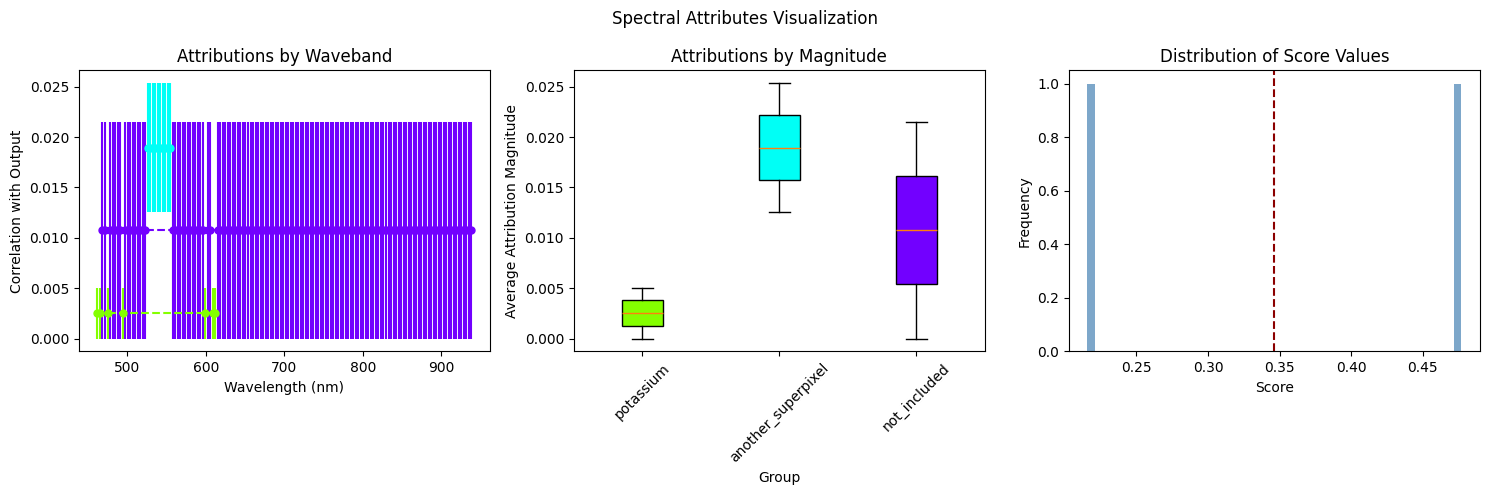 Spectral Attributes Visualization
Attributions by Waveband
Correlation with Output
0.025
0.020
0.015
0.010
0.005
0.000
500 600 700 800 900
Wavelength (nm)
Attributions by Magnitude
Average Attribution Magnitude
0.025
0.020
0.015
0.010
0.005
0.000
potassium another_superpixel not_included
Group
Distribution of Score Values
Frequency
1.0
0.8
0.6
0.4
0.2
0.0
0.25 0.30 0.35 0.40 0.45
Score